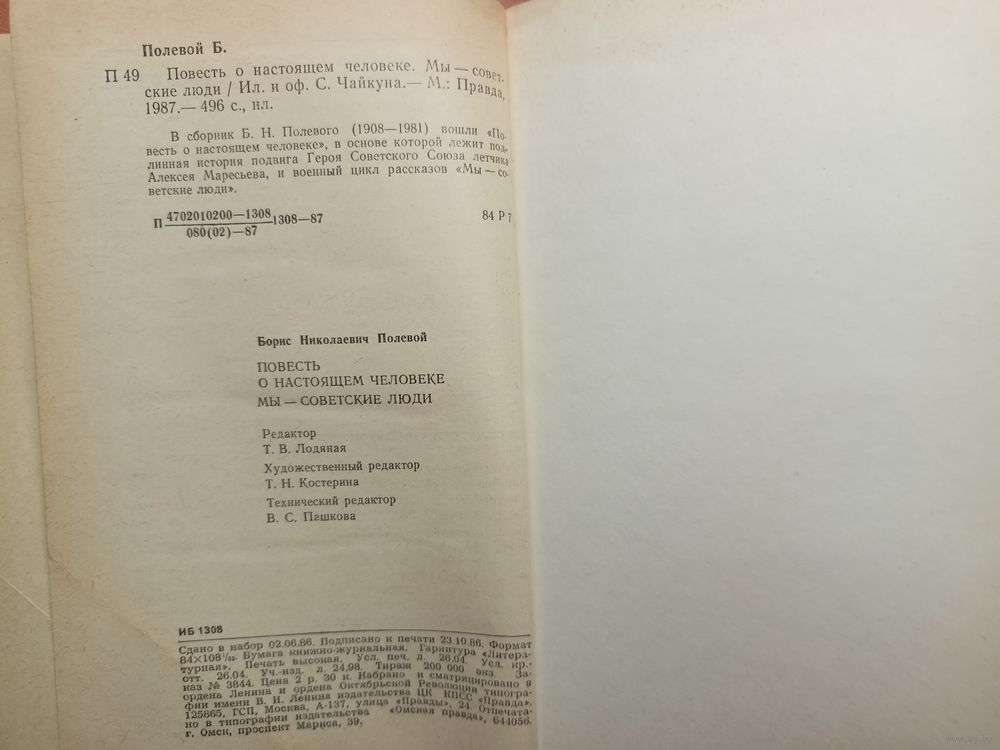 Полевой Б.
П 49 Повесть о настоящем человеке. Мы — совет-
ские люди / Ил. и оф. С. Чайкуна.— М.: Правда,
1987.— 496 с., ил.
В сборник Б. Н. Полевого (1908—1981) вошли «По-
весть о настоящем человеке», в основе которой лежит под-
линная история подвига Героя Советского Союза летчика
Алексея Маресьева, и военный цикл рассказов «Мы — со-
ветские люди».
П 4702010200—1308 1308—87
080(02)—87
84 Р 7
Борис Николаевич Полевой
ПОВЕСТЬ
О НАСТОЯЩЕМ ЧЕЛОВЕКЕ
МЫ — СОВЕТСКИЕ ЛЮДИ
Редактор
Т. В. Лодяная
Художественный редактор
Т. Н. Костерина
Технический редактор
В. С. Пашкова
ИБ 1308
Сдано в набор 02.06.86. Подписано к печати 23.10.86. Формат
84×108¹/₃₂. Бумага книжно-журнальная. Гарнитура «Литера-
турная». Печать высокая. Усл. печ. л. 26,04. Усл. кр.-
отт. 26,04. Уч.-изд. л. 24,98. Тираж 200 000 экз. За-
каз № 3844. Цена 2 р. 30 к. Набрано и сматрицировано в
ордена Ленина и ордена Октябрьской Революции типогра-
фии имени В. И. Ленина издательства ЦК КПСС «Правда».
125865, ГСП, Москва, А-137, улица «Правды», 24 Отпечата-
но в типографии издательства «Омская правда», 644056,
г. Омск, проспект Маркса, 39.